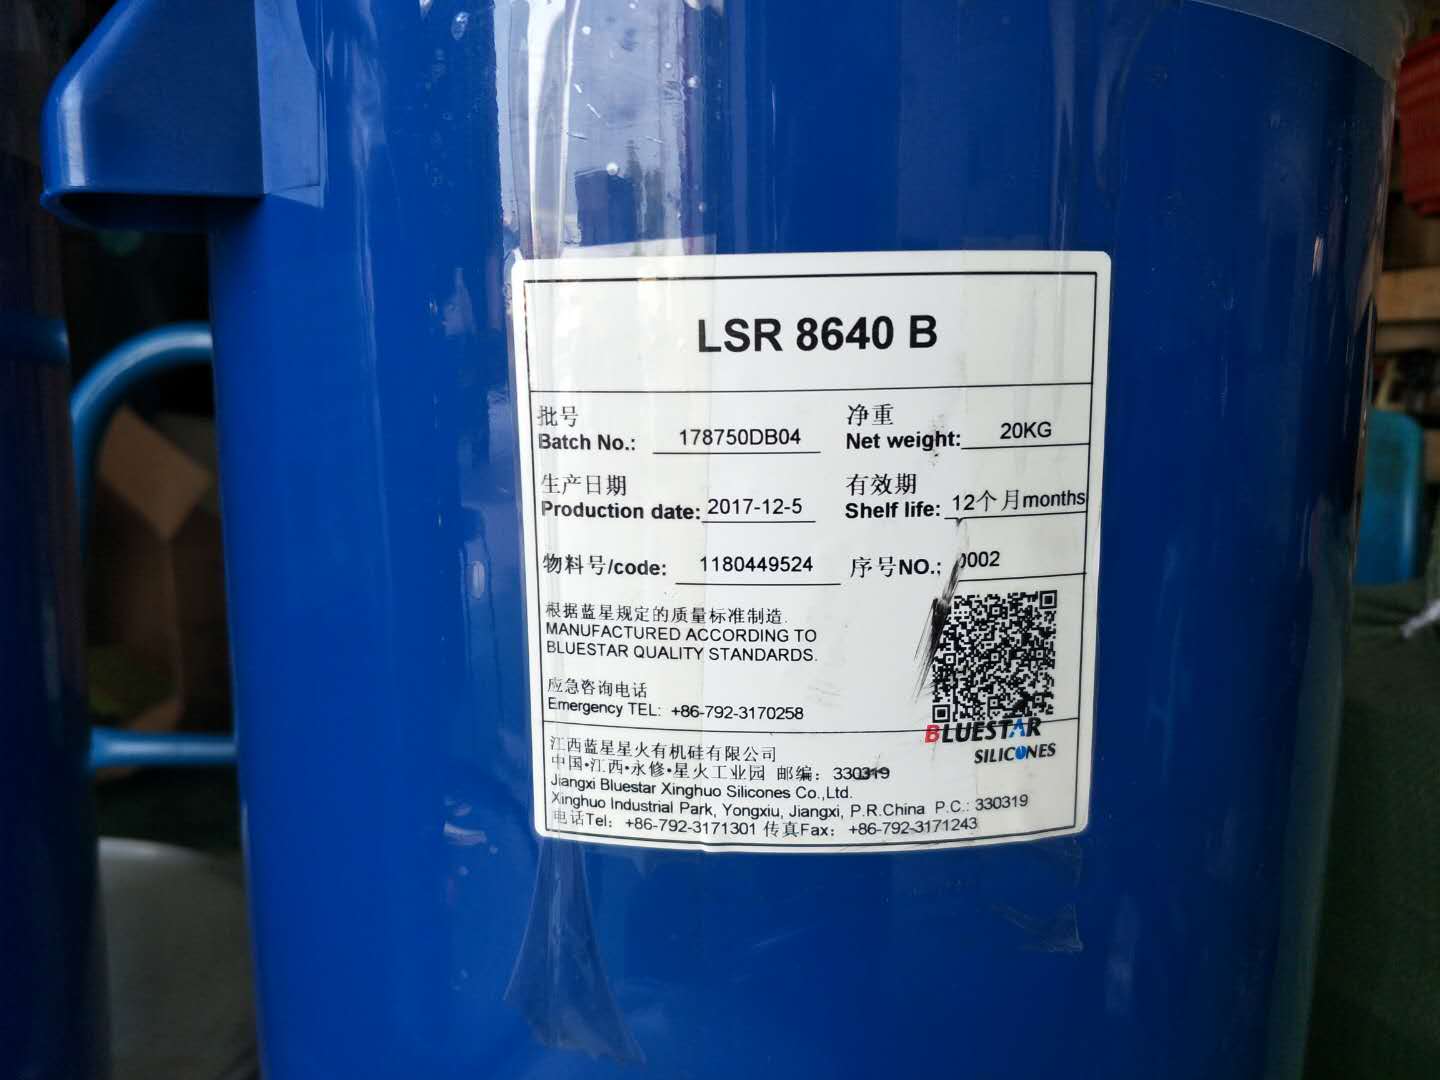 LSR 8640 B
批号 净重
Batch No.: 178750DB04 Net weight: 20KG
生产日期 有效期
Production date: 2017-12-5 Shelf life: 12个月months
物料号/code: 1180449524 序号NO.: 0002
根据蓝星规定的质量标准制造.
MANUFACTURED ACCORDING TO
BLUESTAR QUALITY STANDARDS.
应急咨询电话
Emergency TEL: +86-792-3170258
BLUESTAR
SILICONES
江西蓝星星火有机硅有限公司
中国•江西•永修•星火工业园 邮编：330319
Jiangxi Bluestar Xinghuo Silicones Co.,Ltd.
Xinghuo Industrial Park, Yongxiu, Jiangxi, P.R.China P.C.: 330319
电话Tel: +86-792-3171301 传真Fax: +86-792-3171243